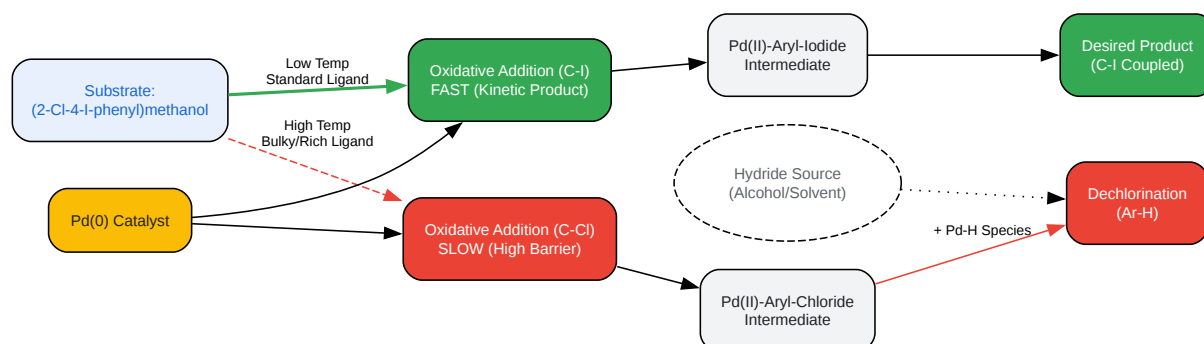 Substrate:
(2-Cl-4-I-phenyl)methanol
Low Temp
Standard Ligand
Oxidative Addition (C-I)
FAST (Kinetic Product)
Pd(II)-Aryl-Iodide
Intermediate
Desired Product
(C-I Coupled)
High Temp
Bulky/Rich Ligand
Hydride Source
(Alcohol/Solvent)
Pd(0) Catalyst
Oxidative Addition (C-Cl)
SLOW (High Barrier)
Dechlorination
(Ar-H)
+ Pd-H Species
Pd(II)-Aryl-Chloride
Intermediate